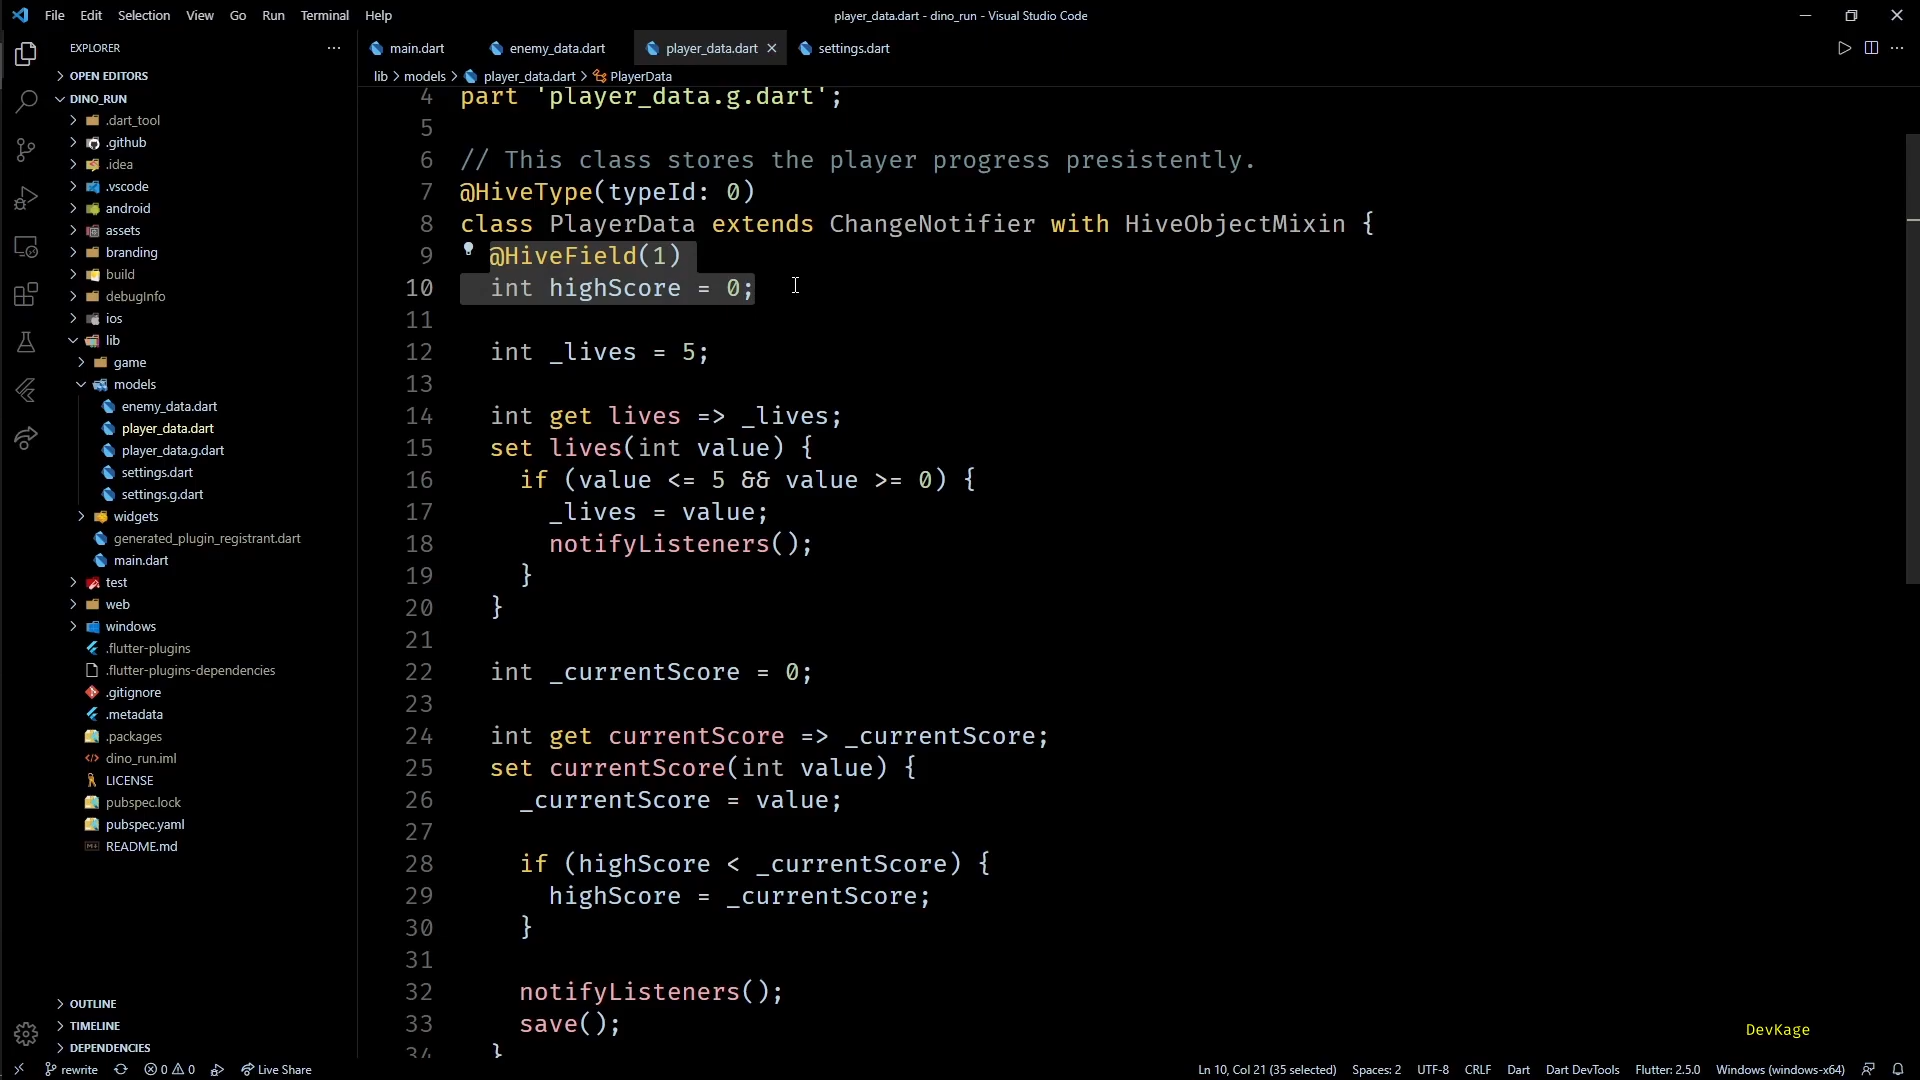 File Edit Selection View Go Run Terminal Help
player_data.dart - dino_run - Visual Studio Code
EXPLORER
OPEN EDITORS
DINO_RUN
.dart_tool
.github
.idea
.vscode
android
assets
branding
build
debugInfo
ios
lib
game
models
enemy_data.dart
player_data.dart
player_data.g.dart
settings.dart
settings.g.dart
widgets
generated_plugin_registrant.dart
main.dart
test
web
windows
.flutter-plugins
.flutter-plugins-dependencies
.gitignore
.metadata
.packages
dino_run.iml
LICENSE
pubspec.lock
pubspec.yaml
README.md
OUTLINE
TIMELINE
DEPENDENCIES
main.dart enemy_data.dart player_data.dart settings.dart
lib > models > player_data.dart > PlayerData
4 part 'player_data.g.dart';
5
6 // This class stores the player progress presistently.
7 @HiveType(typeId: 0)
8 class PlayerData extends ChangeNotifier with HiveObjectMixin {
9 @HiveField(1)
10 int highScore = 0;
11
12 int _lives = 5;
13
14 int get lives => _lives;
15 set lives(int value) {
16 if (value <= 5 && value >= 0) {
17 _lives = value;
18 notifyListeners();
19 }
20 }
21
22 int _currentScore = 0;
23
24 int get currentScore => _currentScore;
25 set currentScore(int value) {
26 _currentScore = value;
27
28 if (highScore < _currentScore) {
29 highScore = _currentScore;
30 }
31
32 notifyListeners();
33 save();
34 }
DevKage
rewrite 0 0 Live Share
Ln 10, Col 21 (35 selected) Spaces: 2 UTF-8 CRLF Dart Dart DevTools Flutter: 2.5.0 Windows (windows-x64)